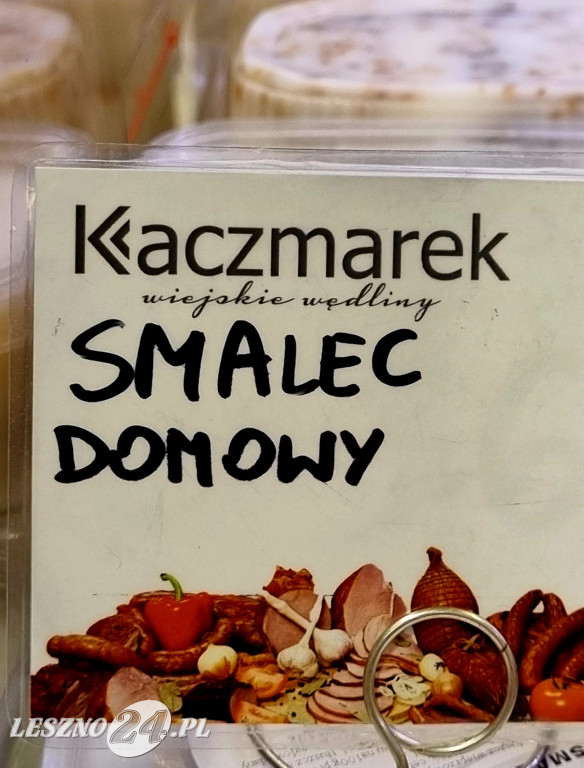 Kaczmarek
wiejskie wędliny
SMALEC
DOMOWY
LESZNO24.PL